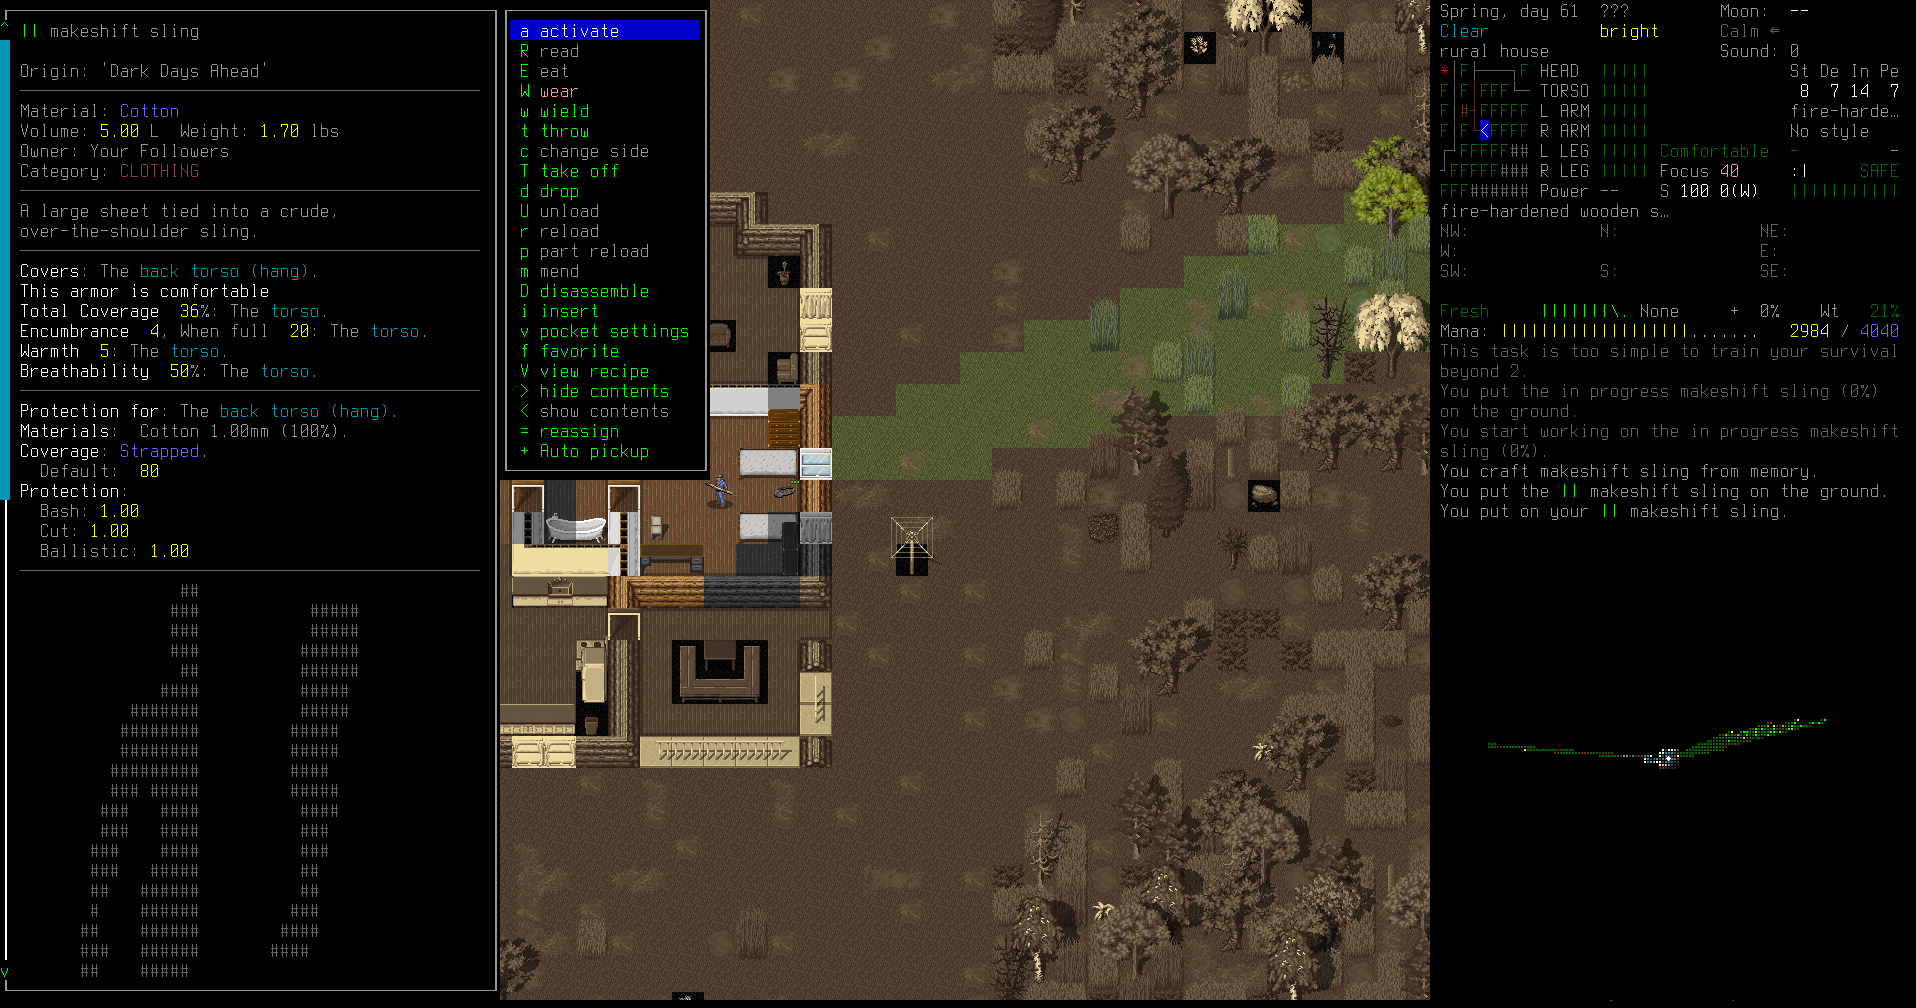 || makeshift sling
Origin: 'Dark Days Ahead'
Material: Cotton
Volume: 5.00 L  Weight: 1.70 lbs
Owner: Your Followers
Category: CLOTHING
A large sheet tied into a crude,
over-the-shoulder sling.
Covers: The back torso (hang).
This armor is comfortable
Total Coverage  36%: The torso.
Encumbrance  4, When full  20: The torso.
Warmth  5: The torso.
Breathability  50%: The torso.
Protection for: The back torso (hang).
Materials:  Cotton 1.00mm (100%).
Coverage: Strapped.
Default:  80
Protection:
Bash: 1.00
Cut: 1.00
Ballistic: 1.00
a activate
R read
E eat
W wear
w wield
t throw
c change side
T take off
d drop
U unload
r reload
p part reload
m mend
D disassemble
i insert
v pocket settings
f favorite
V view recipe
> hide contents
< show contents
= reassign
+ Auto pickup
Spring, day 61  ???  Moon: --
Clear  bright  Calm ⇐
rural house  Sound: 0
HEAD |||||  St De In Pe
TORSO |||||  8 7 14 7
L ARM |||||  fire-harde…
R ARM |||||  No style
L LEG ||||| Comfortable  -  -
R LEG ||||| Focus 40  :|  SAFE
Power --  S 100 0(W)  |||||||||||
fire-hardened wooden s…
NW:  N:  NE:
W:  E:
SW:  S:  SE:
Fresh  |||||||\. None  +  0%  Wt  21%
Mana: |||||||||||||||||||.......  2984 / 4040
This task is too simple to train your survival
beyond 2.
You put the in progress makeshift sling (0%)
on the ground.
You start working on the in progress makeshift
sling (0%).
You craft makeshift sling from memory.
You put the || makeshift sling on the ground.
You put on your || makeshift sling.